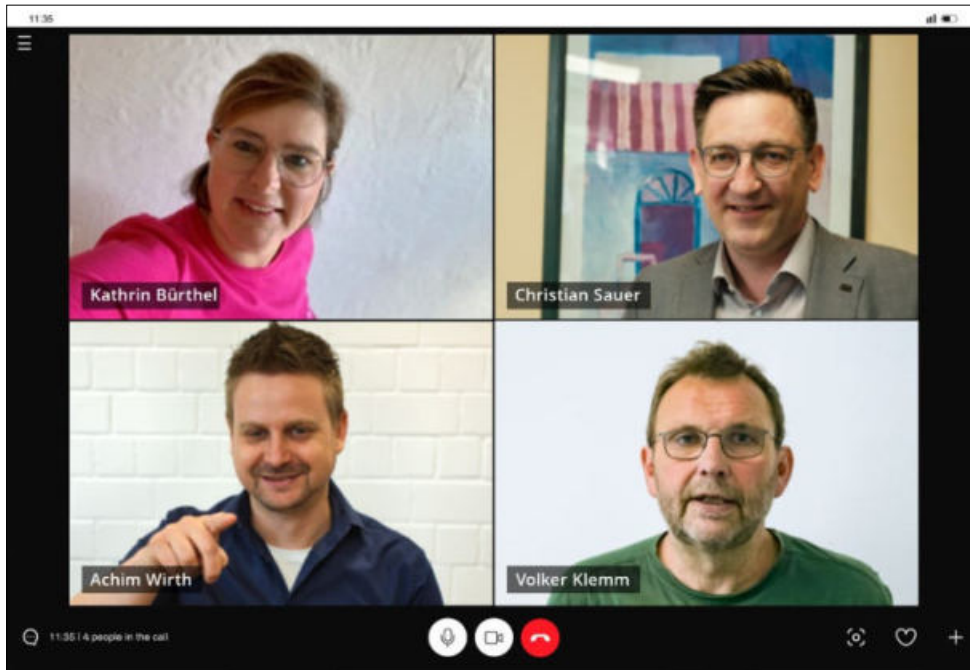 11:35
Kathrin Bürthel
Christian Sauer
Achim Wirth
Volker Klemm
11:35 | 4 people in the call